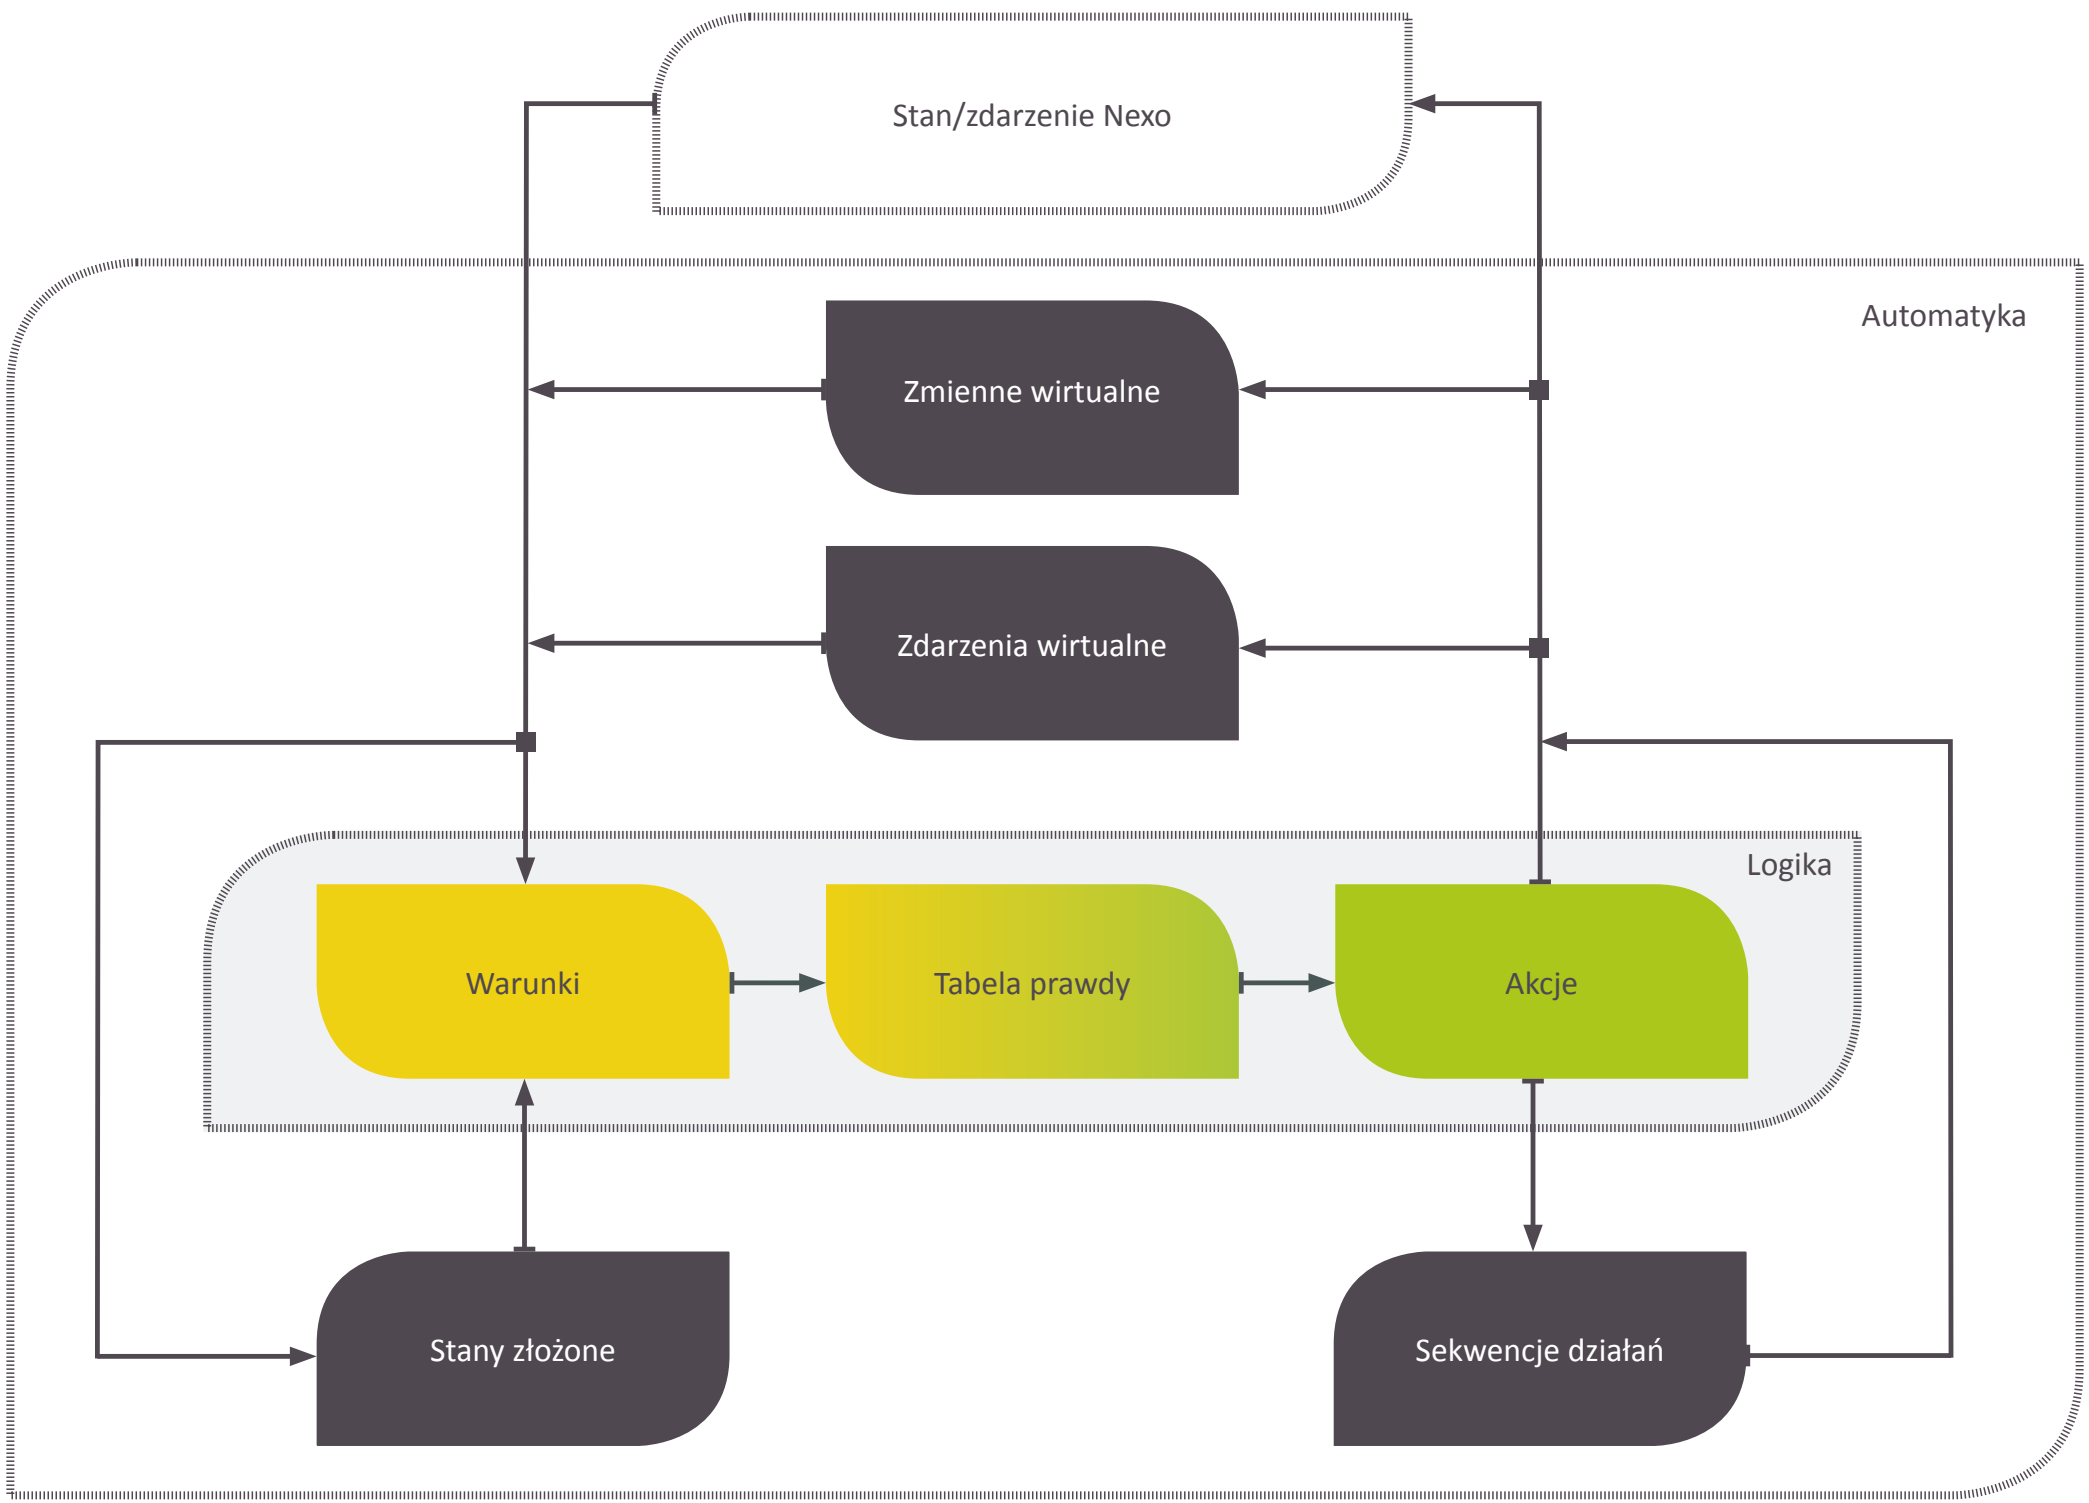 Stan/zdarzenie Nexo
Automatyka
Zmienne wirtualne
Zdarzenia wirtualne
Logika
Warunki
Tabela prawdy
Akcje
Stany złożone
Sekwencje działań